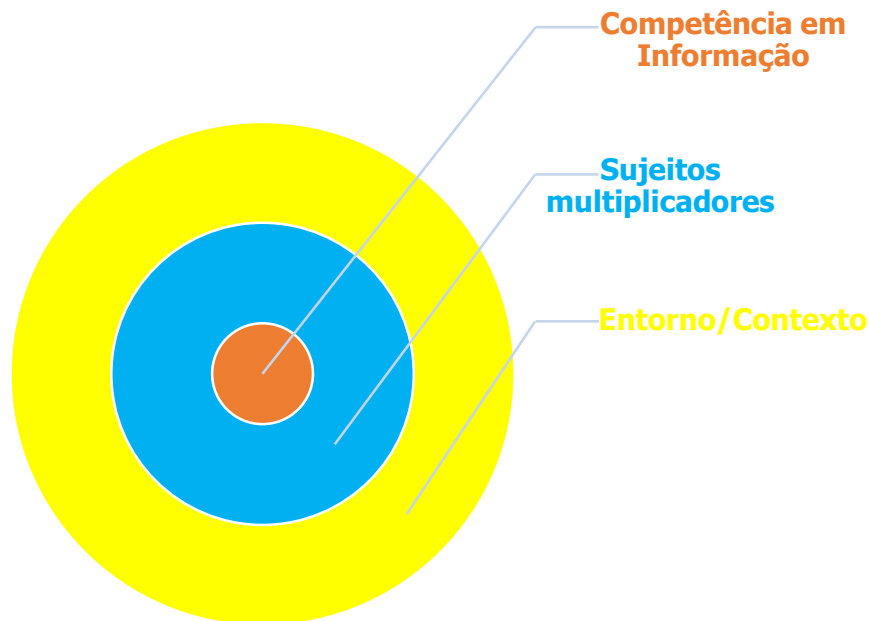 Competência em
Informação
Sujeitos
multiplicadores
Entorno/Contexto